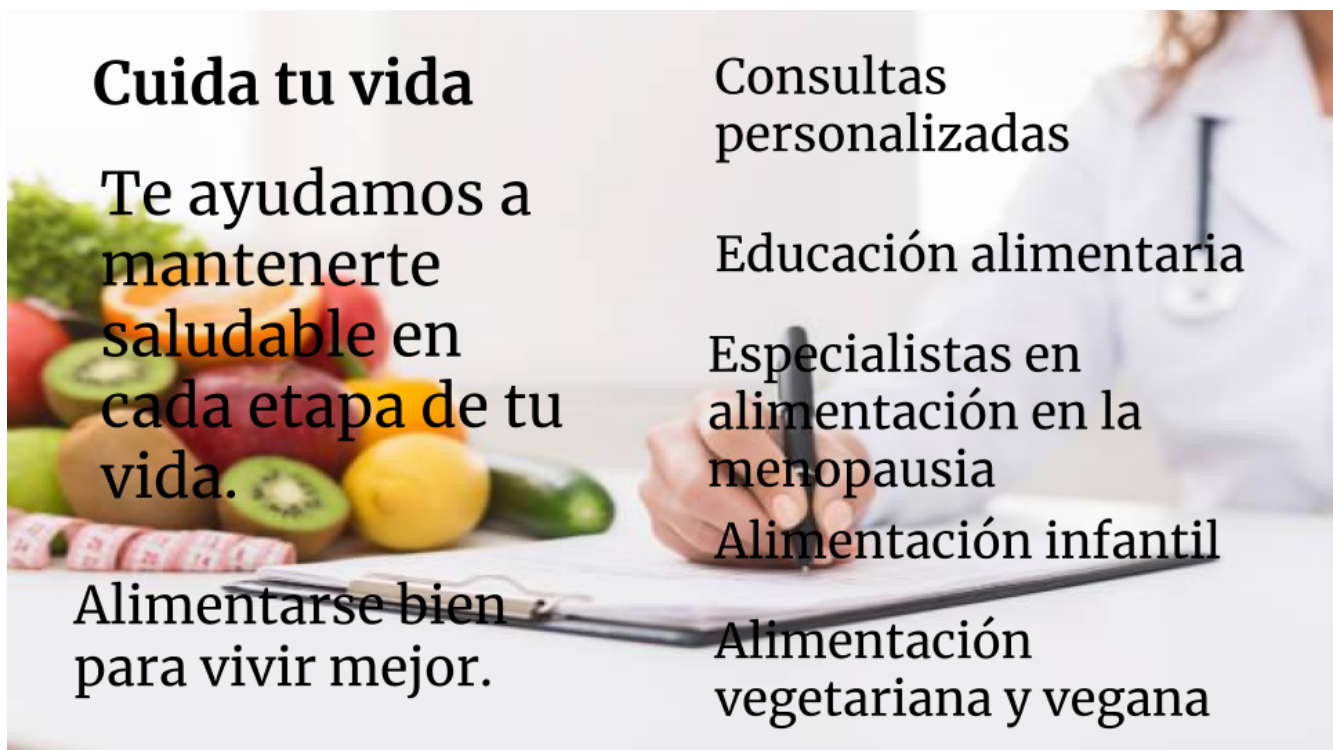 Cuida tu vida
Te ayudamos a
mantenerte
saludable en
cada etapa de tu
vida.
Alimentarse bien
para vivir mejor.
Consultas
personalizadas
Educación alimentaria
Especialistas en
alimentación en la
menopausia
Alimentación infantil
Alimentación
vegetariana y vegana